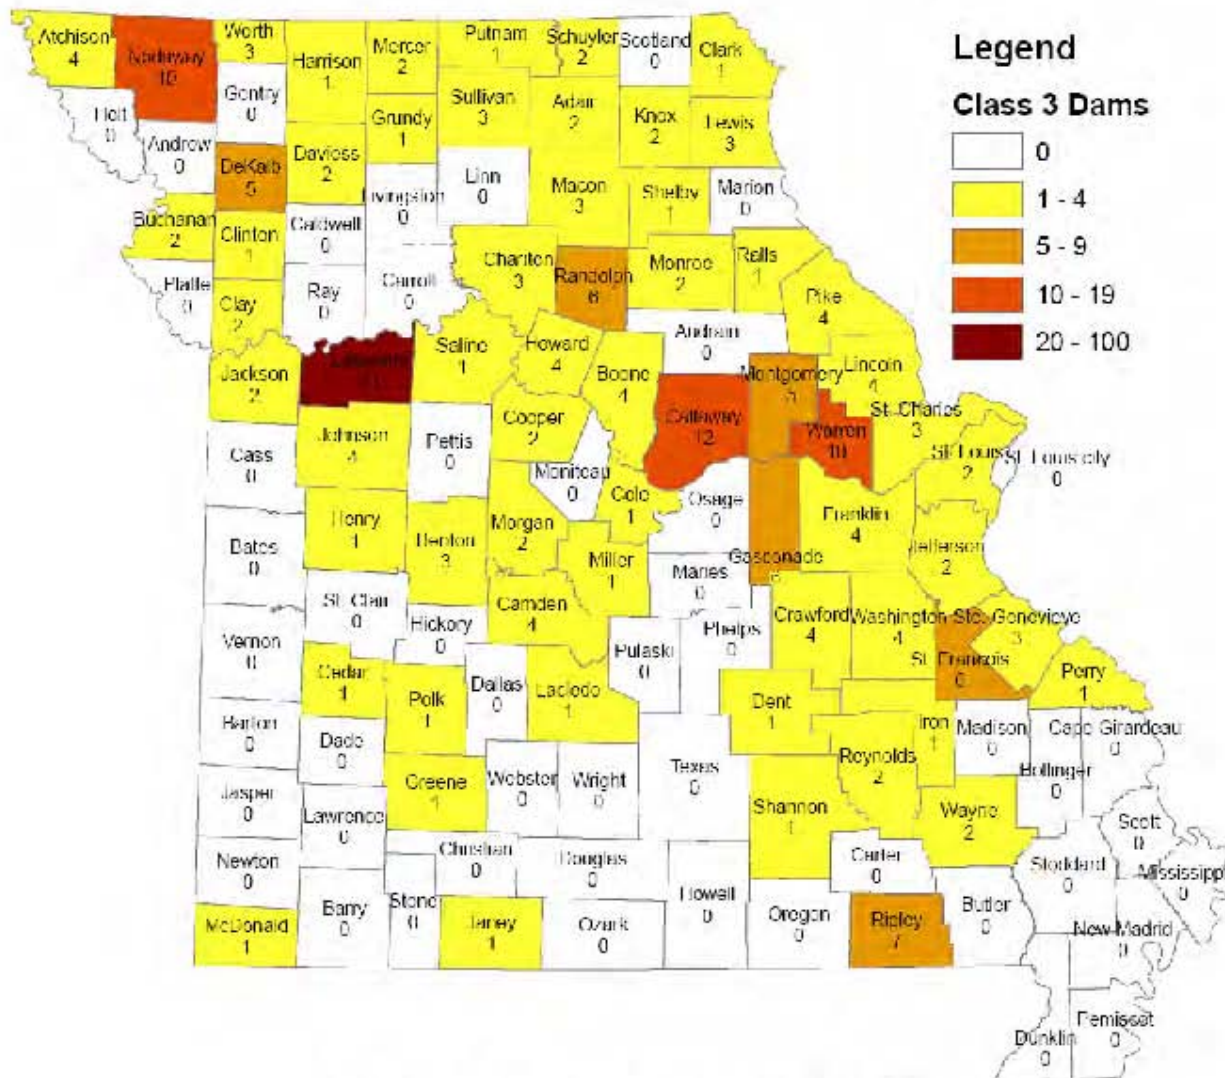 Legend
Class 3 Dams
0
1 - 4
5 - 9
10 - 19
20 - 100
Atchison
4
Nodaway
Worth
3
Harrison
1
Mercer
2
Putnam
1
Schuyler
2
Scotland
0
Clark
1
Holt
0
Gentry
0
Andrew
0
DeKalb
5
Daviess
2
Grundy
1
Sullivan
3
Adair
2
Knox
2
Lewis
3
Linn
0
Livingston
0
Macon
3
Shelby
1
Marion
0
Buchanan
2
Clinton
1
Caldwell
0
Carroll
0
Chariton
3
Randolph
6
Monroe
2
Ralls
1
Platte
0
Clay
2
Ray
0
Pike
4
Jackson
2
Saline
1
Howard
4
Boone
4
Andrain
0
Callaway
12
Montgomery
Lincoln
4
Warren
10
St. Charles
3
St. Louis
2
St. Louis city
0
Cass
0
Johnson
4
Pettis
0
Cooper
2
Moniteau
0
Cole
1
Osage
0
Gasconade
Franklin
4
Jefferson
2
Bates
0
Henry
1
Benton
3
Morgan
2
Miller
1
Maries
0
St. Clair
0
Hickory
0
Camden
4
Pulaski
0
Phelps
0
Crawford
4
Washington
4
Ste. Genevieve
3
St. Francois
Perry
1
Vernon
0
Cedar
1
Polk
1
Dallas
0
Laclede
1
Dent
1
Iron
1
Madison
0
Cape Girardeau
0
Barton
0
Dade
0
Greene
1
Webster
0
Wright
0
Texas
0
Shannon
1
Reynolds
2
Wayne
2
Bollinger
0
Jasper
0
Lawrence
0
Christian
0
Douglas
0
Howell
0
Carter
0
Stoddard
0
Scott
0
Mississippi
0
Newton
0
Barry
0
Stone
0
Taney
1
Ozark
0
Oregon
0
Ripley
7
Butler
0
New Madrid
0
McDonald
1
Dunklin
0
Pemiscot
0